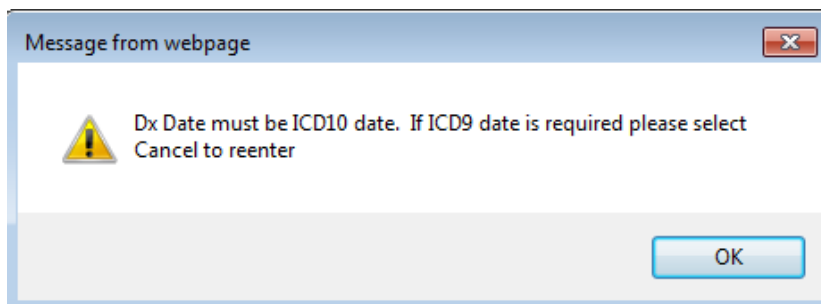 Message from webpage
Dx Date must be ICD10 date.  If ICD9 date is required please select
Cancel to reenter
OK